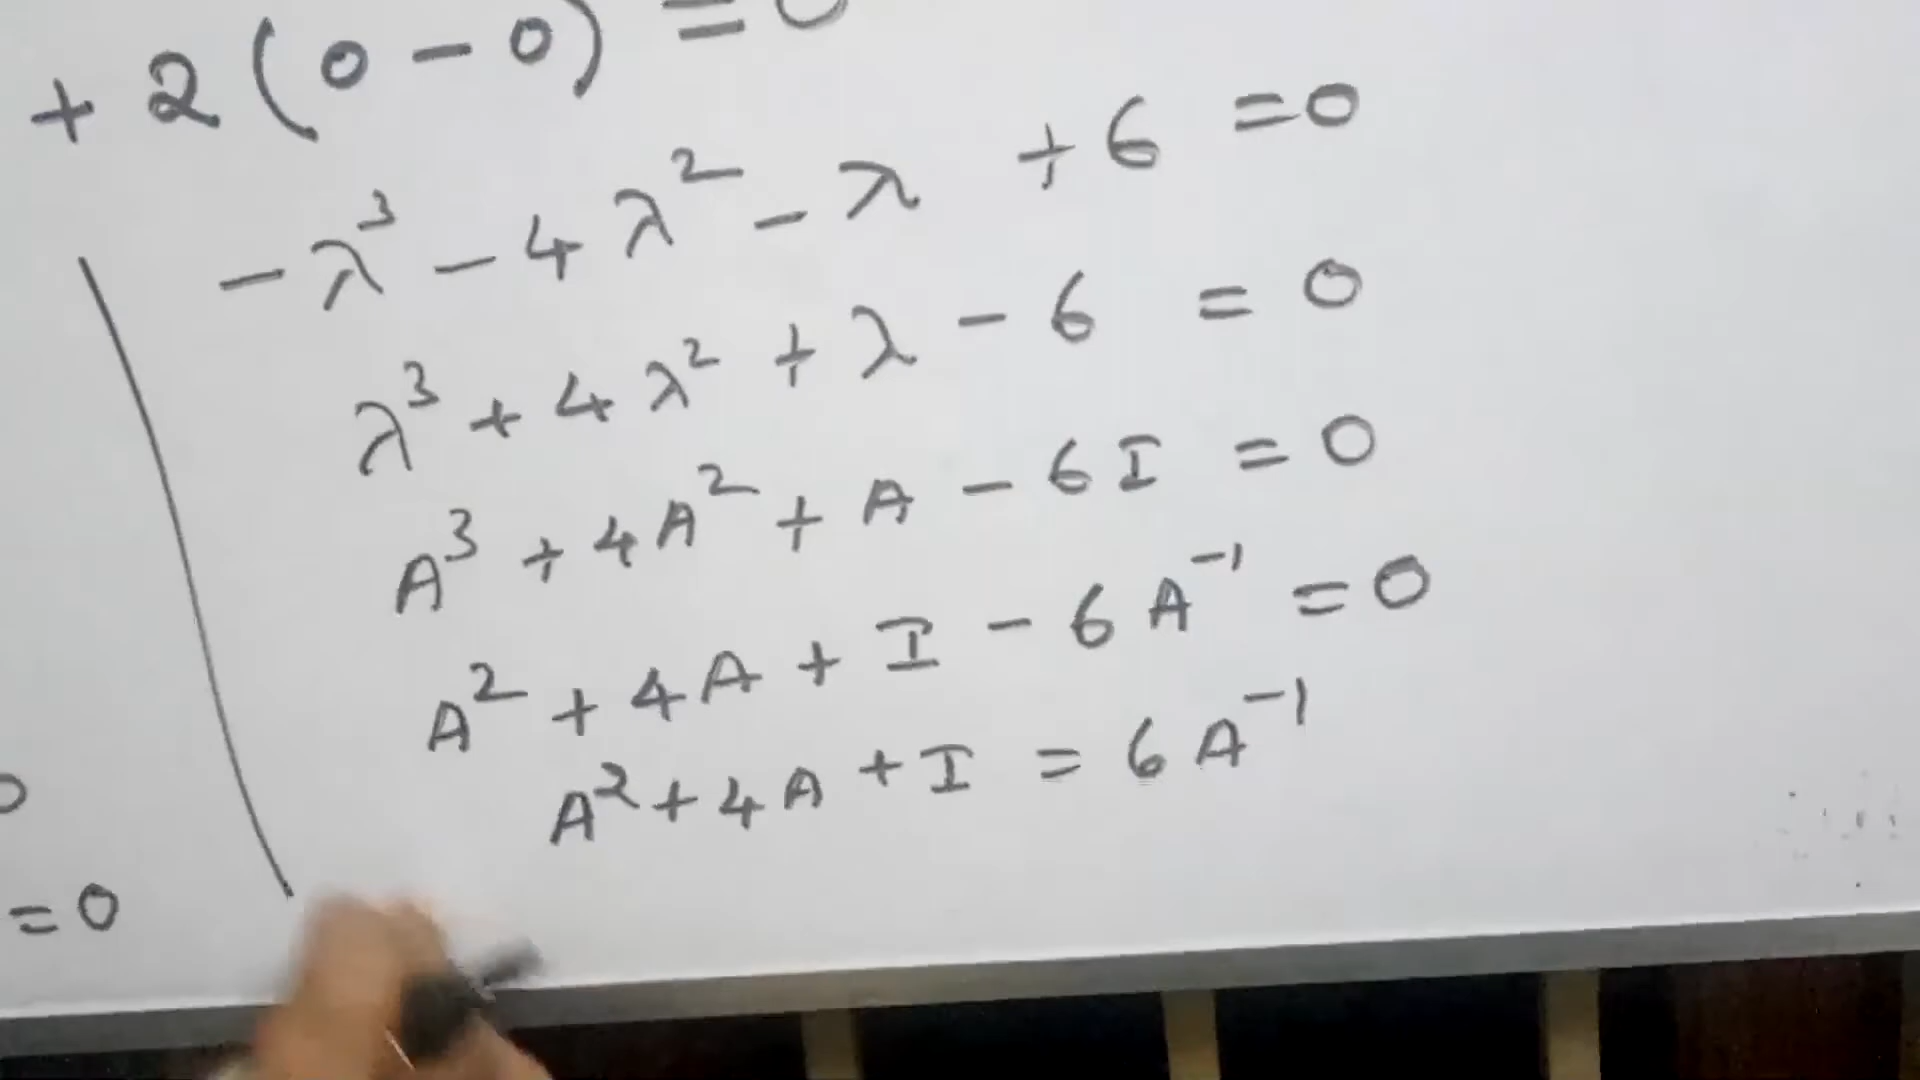 + 2 (0 - 0) = 0
-λ³ - 4λ² - λ + 6 = 0
λ³ + 4λ² + λ - 6 = 0
A³ + 4A² + A - 6I = 0
A² + 4A + I - 6A⁻¹ = 0
A² + 4A + I = 6A⁻¹
0
= 0